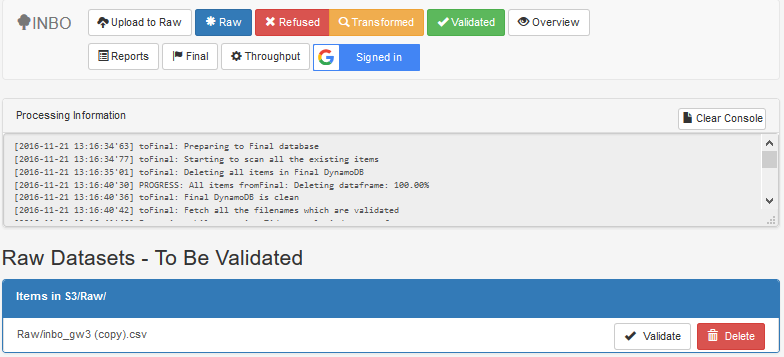 INBO
Upload to Raw
Raw
Refused
Transformed
Validated
Overview
Reports
Final
Throughput
Signed in
Processing Information
Clear Console
[2016-11-21 13:16:34'63] toFinal: Preparing to Final database
[2016-11-21 13:16:34'77] toFinal: Starting to scan all the existing items
[2016-11-21 13:16:35'01] toFinal: Deleting all items in Final DynamoDB
[2016-11-21 13:16:40'30] PROGRESS: All items fromFinal: Deleting dataframe: 100.00%
[2016-11-21 13:16:40'36] toFinal: Final DynamoDB is clean
[2016-11-21 13:16:40'42] toFinal: Fetch all the filenames which are validated
Raw Datasets - To Be Validated
Items in S3/Raw/
Raw/inbo_gw3 (copy).csv
Validate
Delete